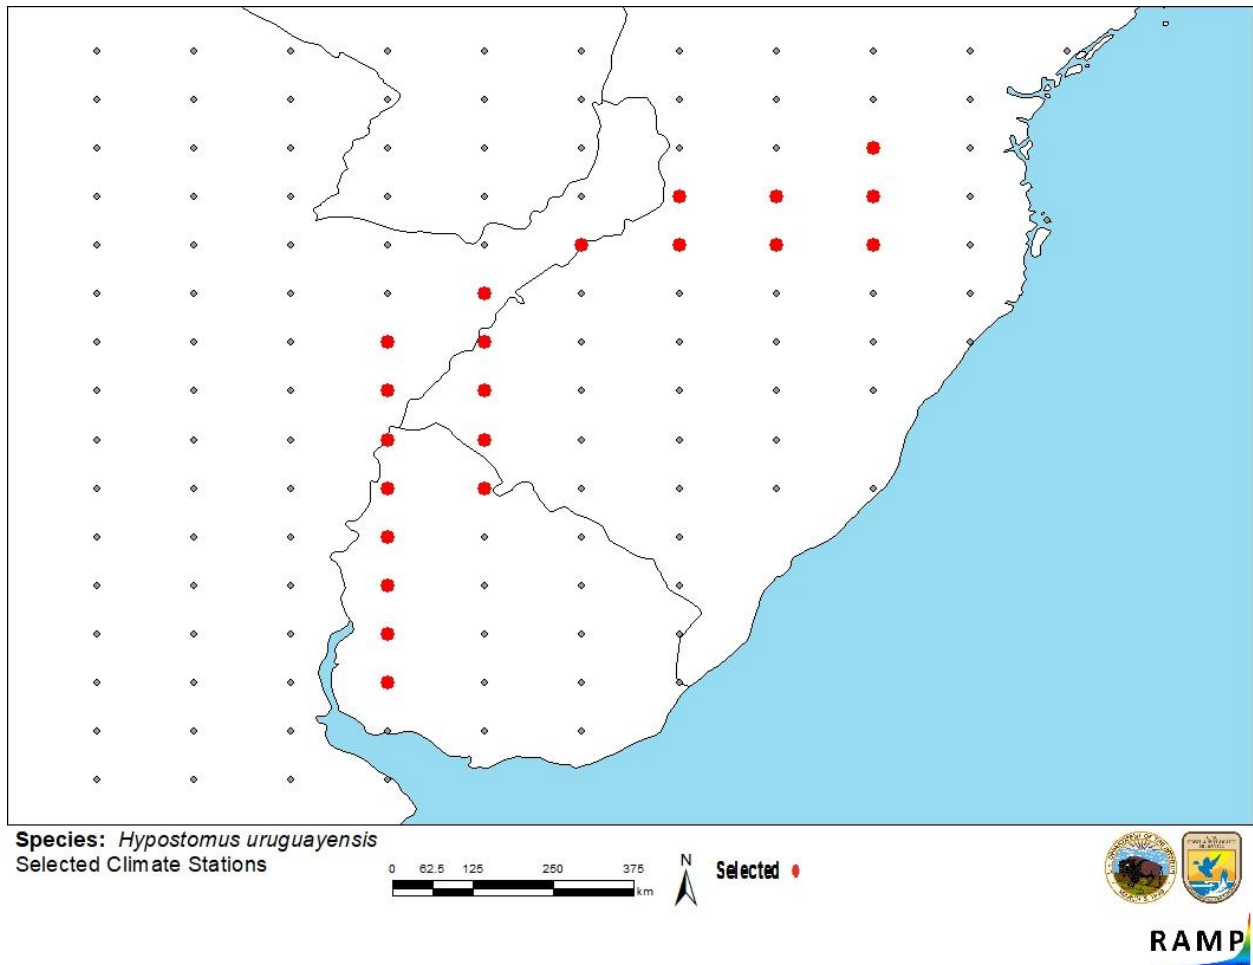 Species: Hypostomus uruguayensis
Selected Climate Stations
0 62.5 125 250 375
km
N
Selected
RAMP